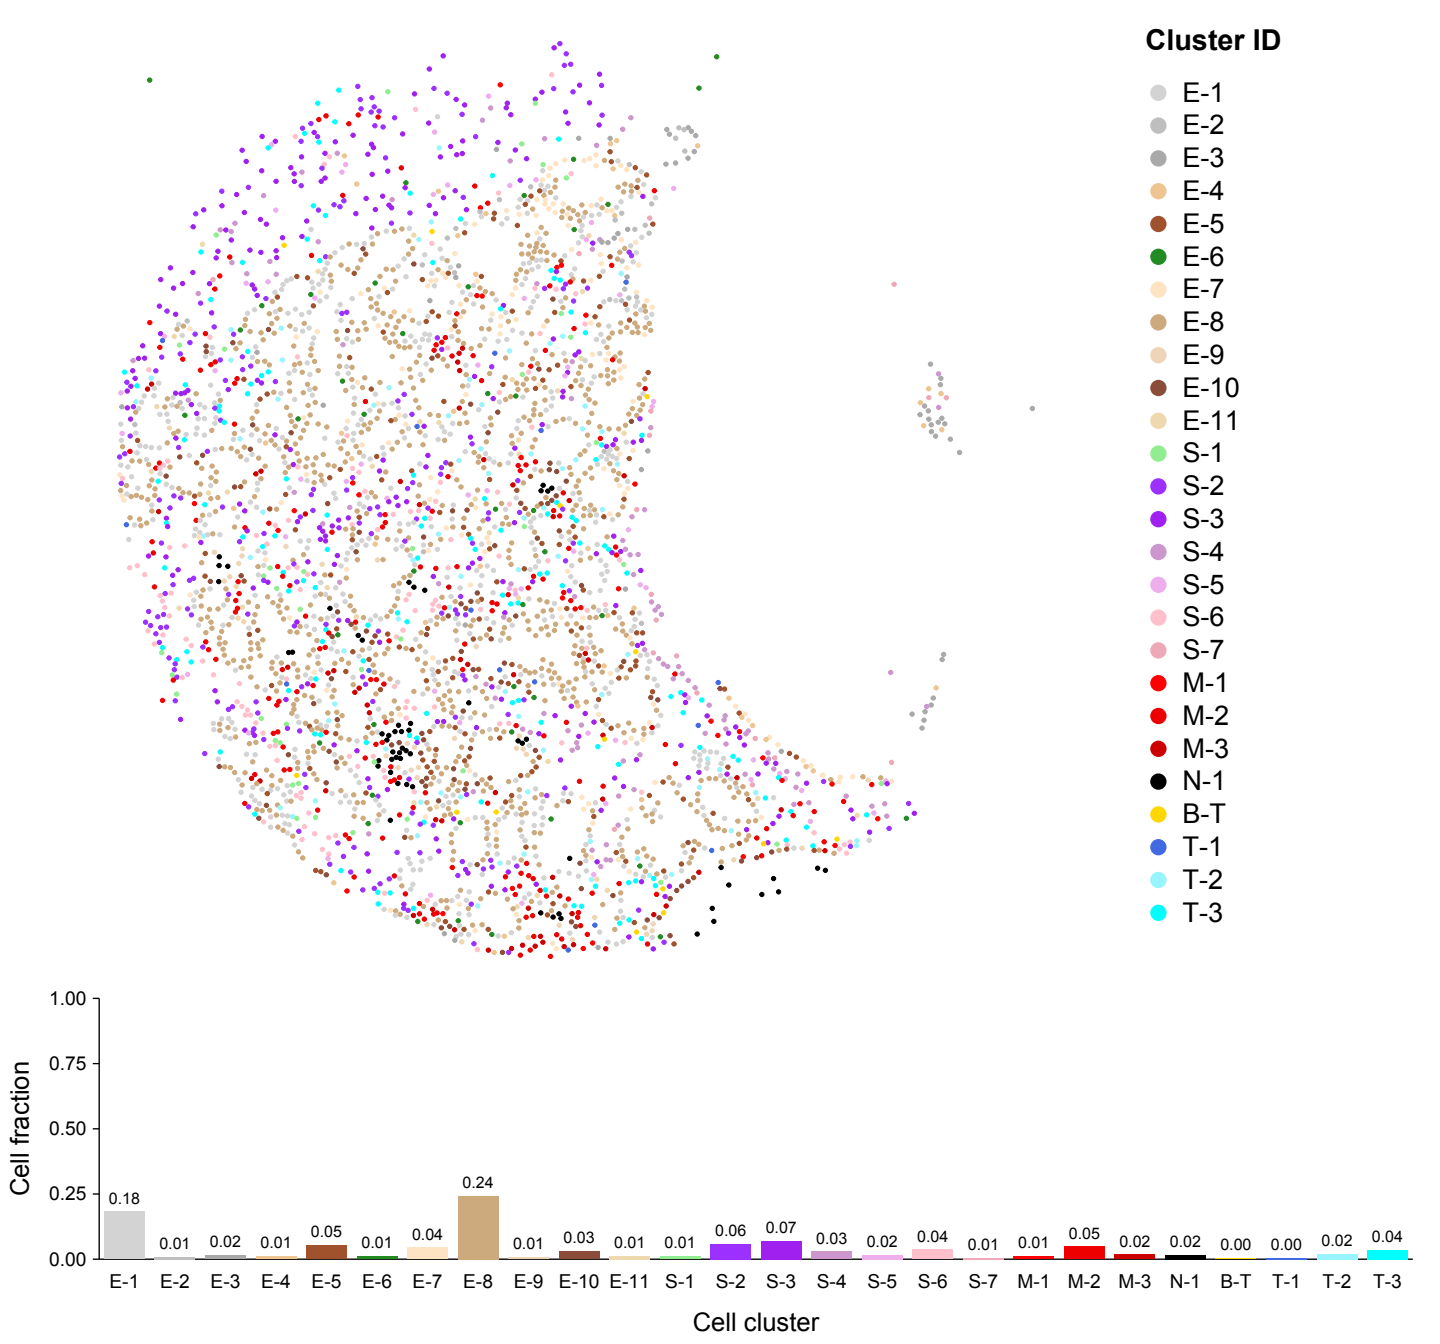 Cluster ID
E-1
E-2
E-3
E-4
E-5
E-6
E-7
E-8
E-9
E-10
E-11
S-1
S-2
S-3
S-4
S-5
S-6
S-7
M-1
M-2
M-3
N-1
B-T
T-1
T-2
T-3
1.00
0.75
0.50
0.25
0.00
Cell fraction
0.18 0.01 0.02 0.01 0.05 0.01 0.04 0.24 0.01 0.03 0.01 0.01 0.06 0.07 0.03 0.02 0.04 0.01 0.01 0.05 0.02 0.02 0.00 0.00 0.02 0.04
E-1 E-2 E-3 E-4 E-5 E-6 E-7 E-8 E-9 E-10 E-11 S-1 S-2 S-3 S-4 S-5 S-6 S-7 M-1 M-2 M-3 N-1 B-T T-1 T-2 T-3
Cell cluster